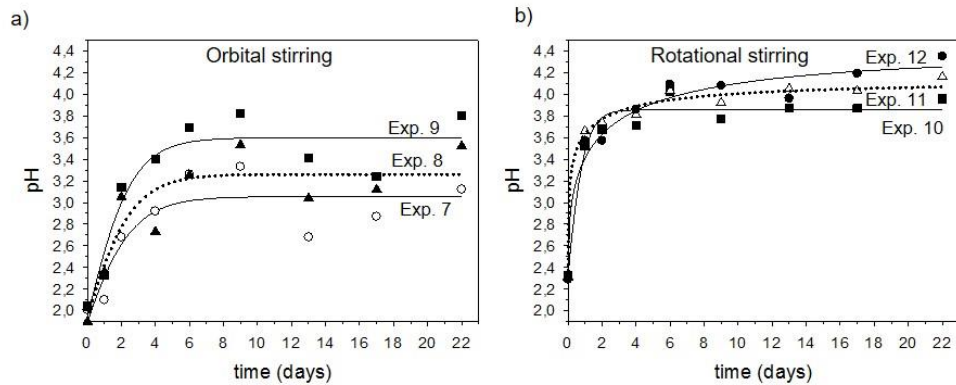 a)
Orbital stirring
4,4
4,2
4,0
3,8
3,6
3,4
3,2
3,0
2,8
2,6
2,4
2,2
2,0
pH
Exp. 9
Exp. 8
Exp. 7
0 2 4 6 8 10 12 14 16 18 20 22
time (days)
b)
Rotational stirring
4,4
4,2
4,0
3,8
3,6
3,4
3,2
3,0
2,8
2,6
2,4
2,2
2,0
pH
Exp. 12
Exp. 11
Exp. 10
0 2 4 6 8 10 12 14 16 18 20 22
time (days)